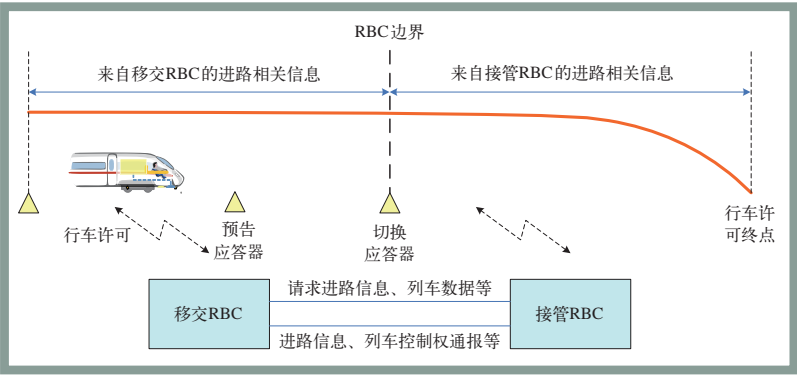 RBC边界
来自移交RBC的进路相关信息
来自接管RBC的进路相关信息
行车许可
预告
应答器
切换
应答器
行车许
可终点
请求进路信息、列车数据等
移交RBC
接管RBC
进路信息、列车控制权通报等